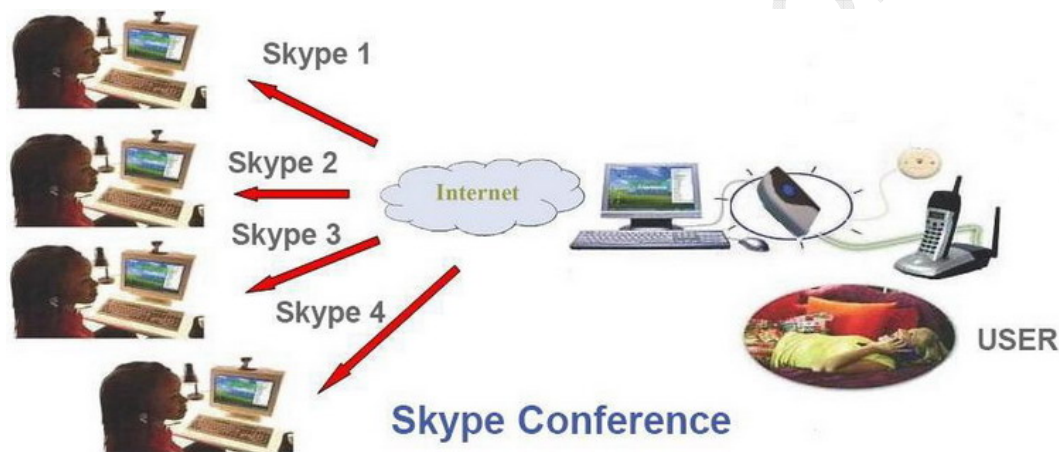 Skype 1
Skype 2
Internet
Skype 3
Skype 4
USER
Skype Conference